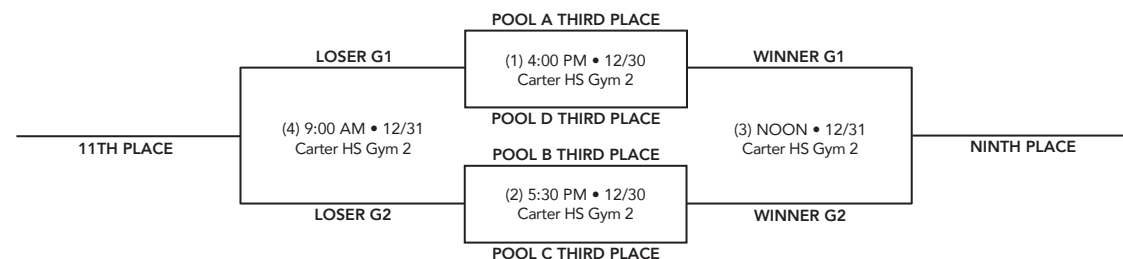 POOL A THIRD PLACE
LOSER G1
(1) 4:00 PM • 12/30
Carter HS Gym 2
WINNER G1
POOL D THIRD PLACE
(4) 9:00 AM • 12/31
Carter HS Gym 2
(3) NOON • 12/31
Carter HS Gym 2
11TH PLACE
POOL B THIRD PLACE
NINTH PLACE
(2) 5:30 PM • 12/30
Carter HS Gym 2
LOSER G2
WINNER G2
POOL C THIRD PLACE